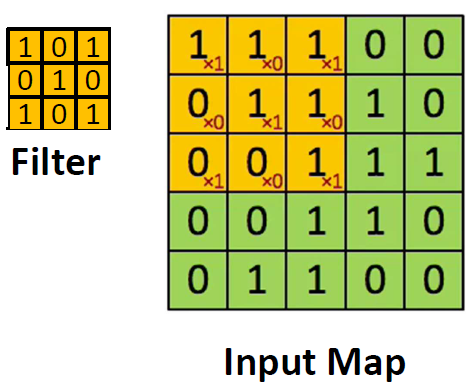 1 0 1
0 1 0
1 0 1
Filter
1×1 1×0 1×1 0 0
0×0 1×1 1×0 1 0
0×1 0×0 1×1 1 1
0 0 1 1 0
0 1 1 0 0
Input Map